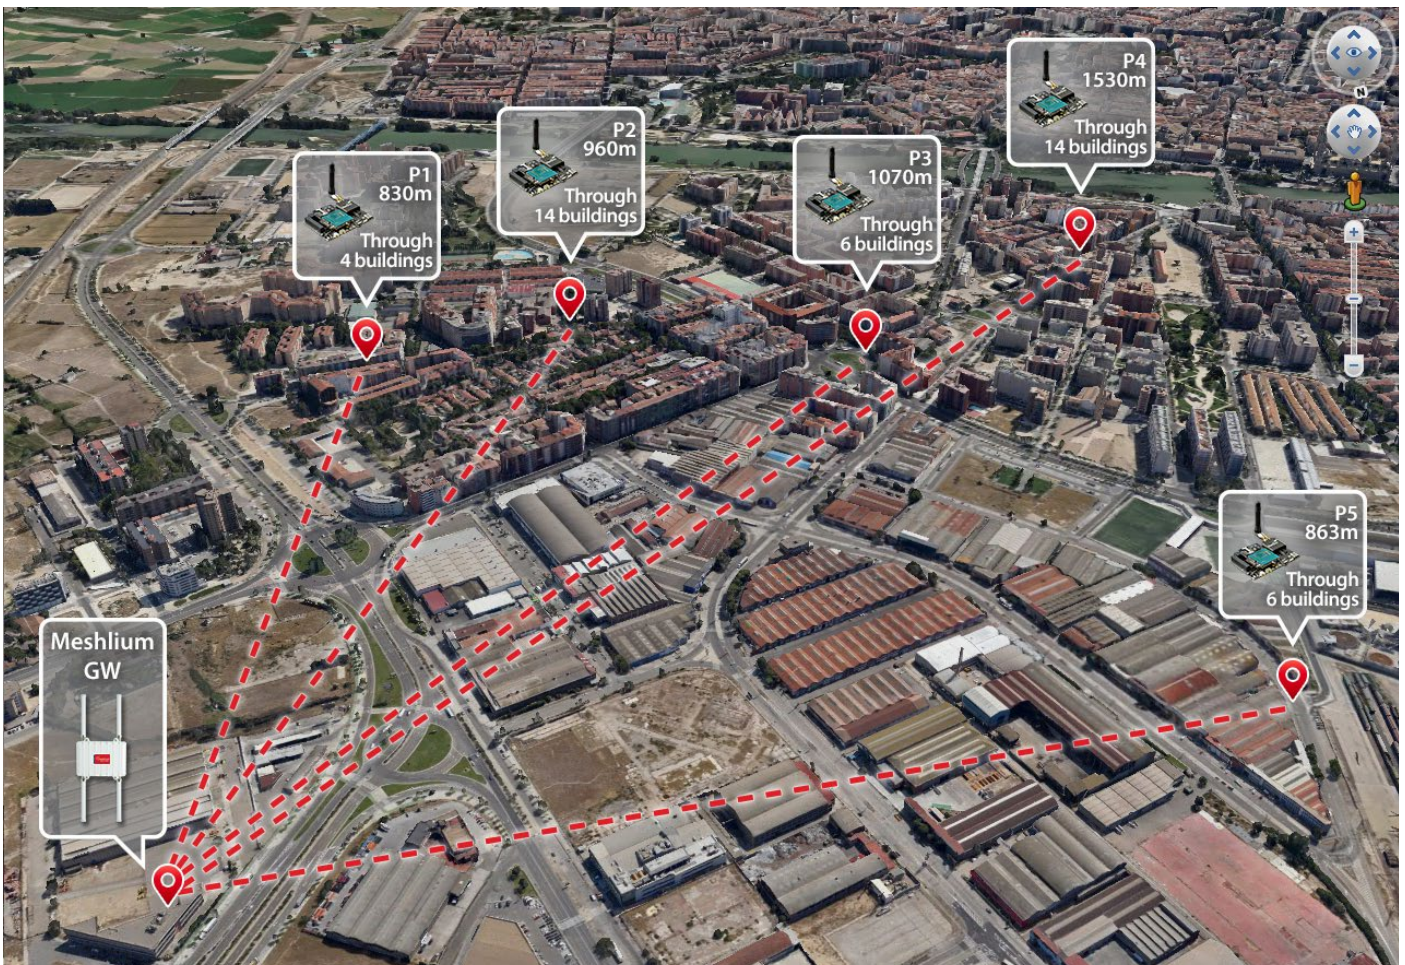 P4
1530m
Through
14 buildings
P2
960m
Through
14 buildings
P3
1070m
Through
6 buildings
P1
830m
Through
4 buildings
P5
863m
Through
6 buildings
Meshlium
GW
N